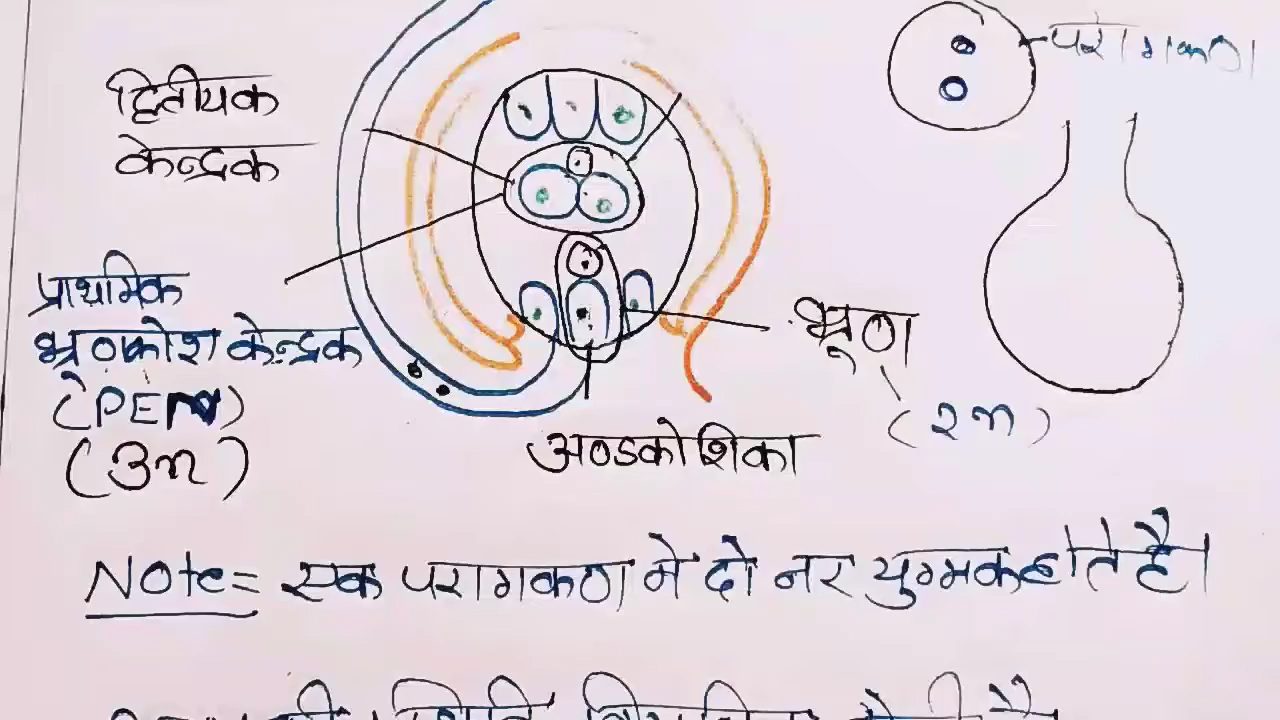 परागकण
द्वितीयक
केन्द्रक
प्राथमिक
भ्रूणकोश केन्द्रक
(PEN)
(3n)
भ्रूण
(2n)
अण्डकोशिका
Note= एक परागकण मे दो नर युग्मक होते है।